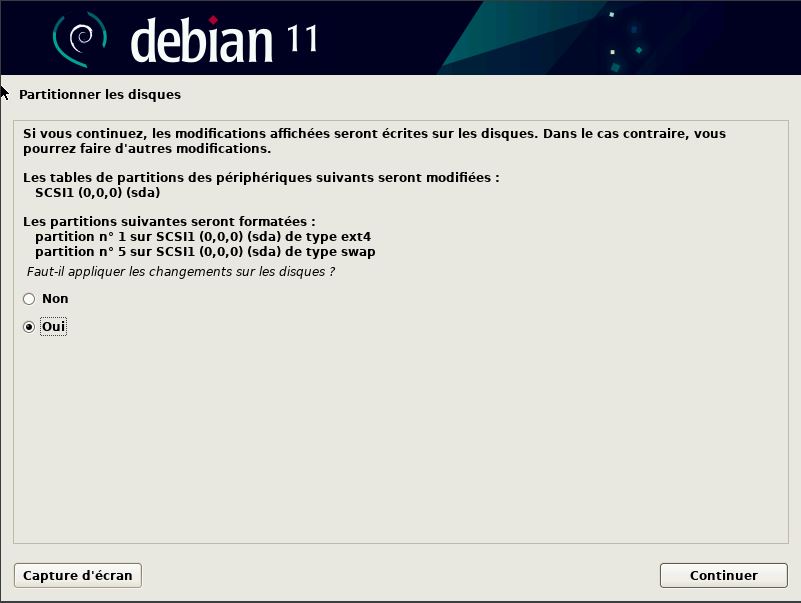 debian 11
Partitionner les disques
Si vous continuez, les modifications affichées seront écrites sur les disques. Dans le cas contraire, vous
pourrez faire d'autres modifications.
Les tables de partitions des périphériques suivants seront modifiées :
SCSI1 (0,0,0) (sda)
Les partitions suivantes seront formatées :
partition n° 1 sur SCSI1 (0,0,0) (sda) de type ext4
partition n° 5 sur SCSI1 (0,0,0) (sda) de type swap
Faut-il appliquer les changements sur les disques ?
Non
Oui
Capture d'écran
Continuer